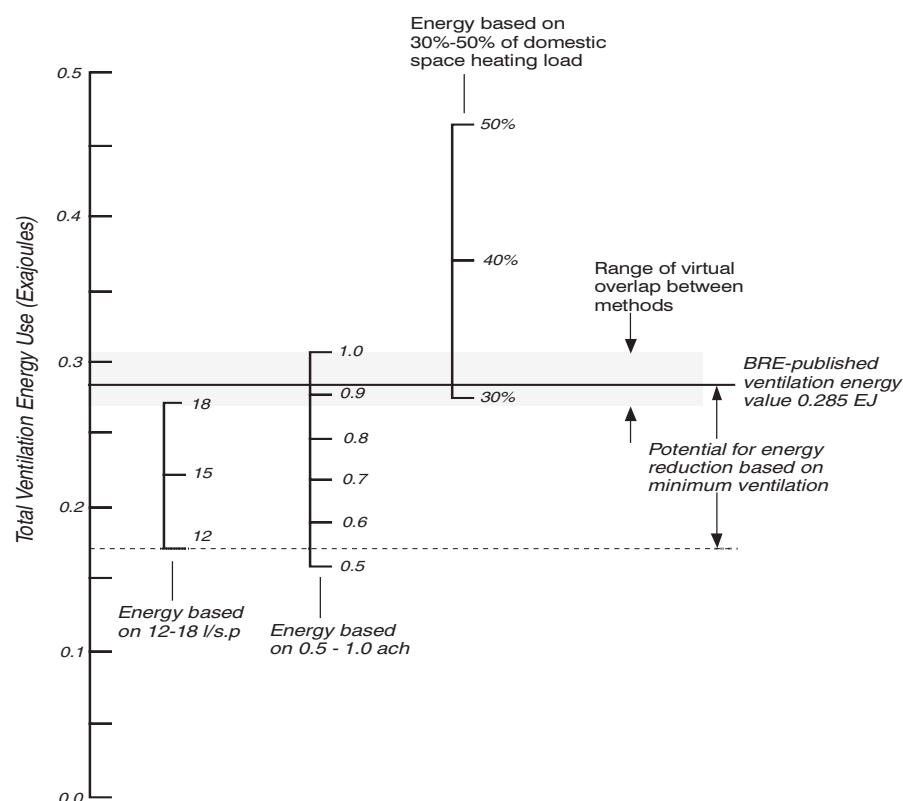 Energy based on
30%-50% of domestic
space heating load
Total Ventilation Energy Use (Exajoules)
0.5
0.4
0.3
0.2
0.1
0.0
50%
40%
30%
Range of virtual
overlap between
methods
1.0
0.9
0.8
0.7
0.6
0.5
18
15
12
BRE-published
ventilation energy
value 0.285 EJ
Potential for energy
reduction based on
minimum ventilation
Energy based
on 12-18 l/s.p
Energy based
on 0.5 - 1.0 ach